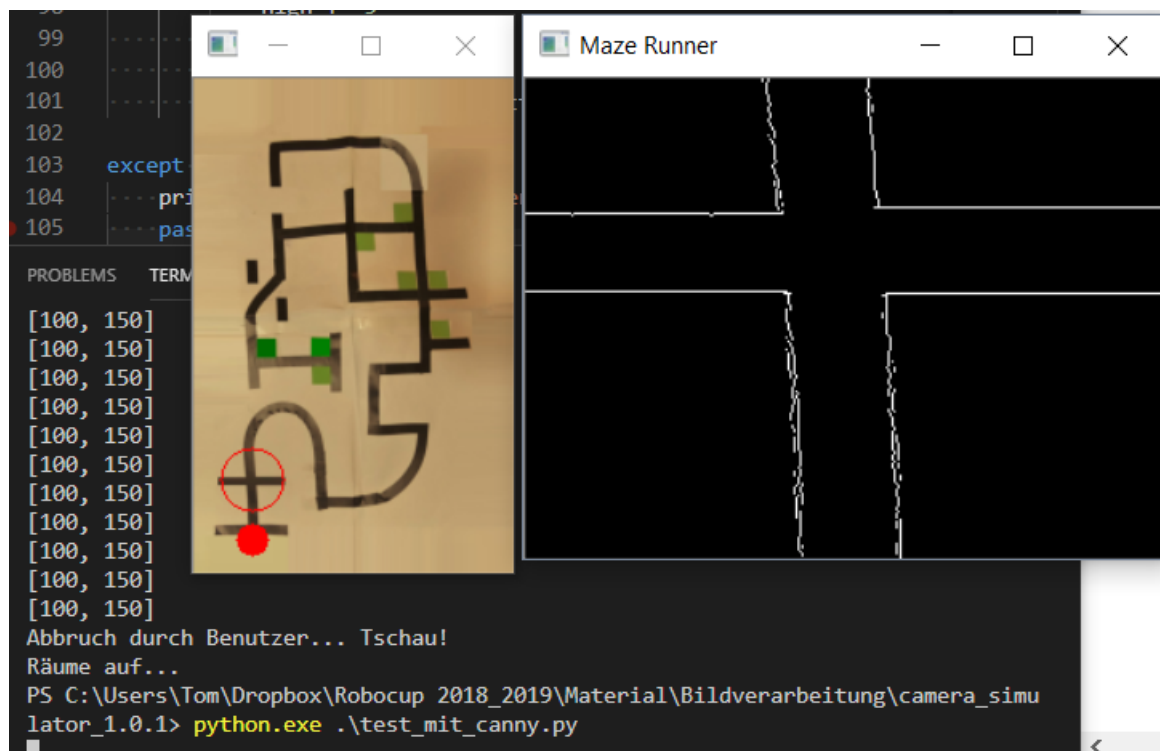 99
100
101
102
103 except
104 ····pri
105 ····pas
Maze Runner
PROBLEMS TERM
[100, 150]
[100, 150]
[100, 150]
[100, 150]
[100, 150]
[100, 150]
[100, 150]
[100, 150]
[100, 150]
[100, 150]
[100, 150]
Abbruch durch Benutzer... Tschau!
Räume auf...
PS C:\Users\Tom\Dropbox\Robocup 2018_2019\Material\Bildverarbeitung\camera_simu
lator_1.0.1> python.exe .\test_mit_canny.py